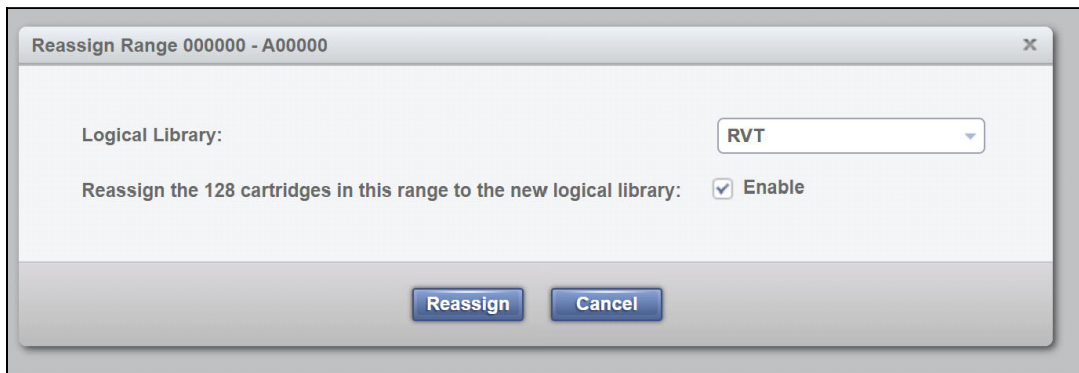 Reassign Range 000000 - A00000 x
Logical Library: RVT
Reassign the 128 cartridges in this range to the new logical library: Enable
Reassign Cancel